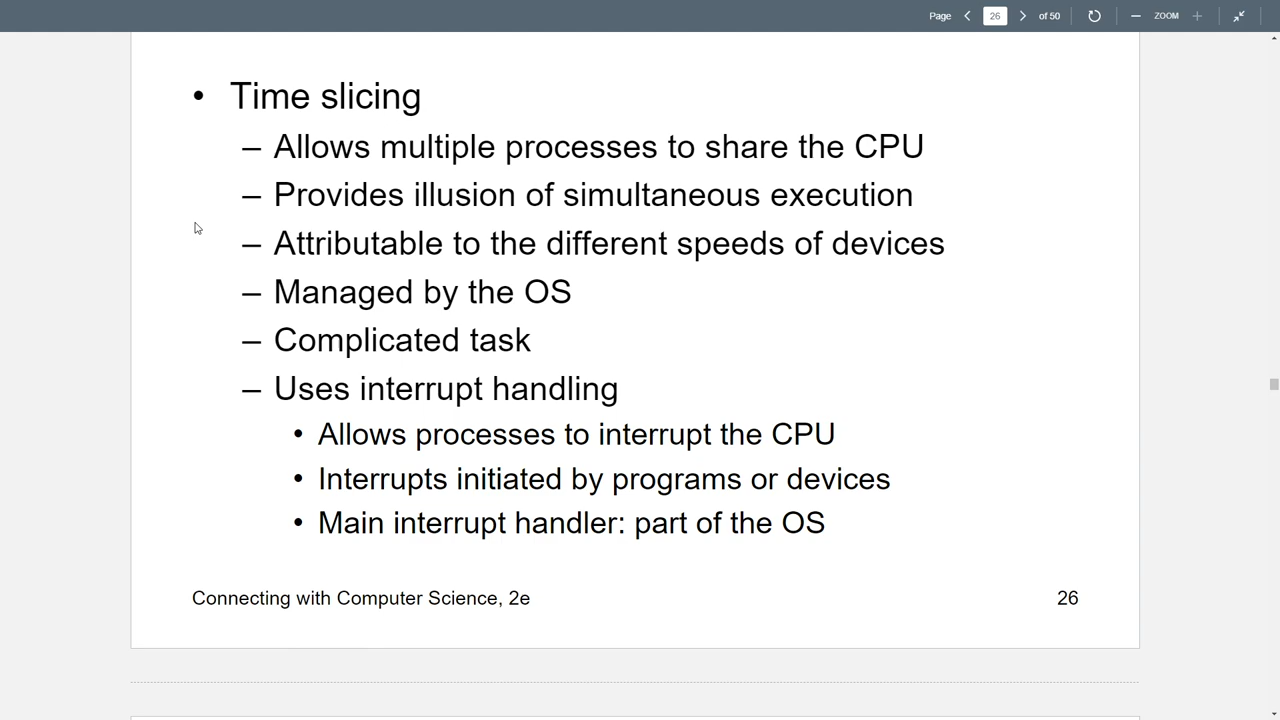 Page 26 of 50 ZOOM
• Time slicing
– Allows multiple processes to share the CPU
– Provides illusion of simultaneous execution
– Attributable to the different speeds of devices
– Managed by the OS
– Complicated task
– Uses interrupt handling
• Allows processes to interrupt the CPU
• Interrupts initiated by programs or devices
• Main interrupt handler: part of the OS
Connecting with Computer Science, 2e 26